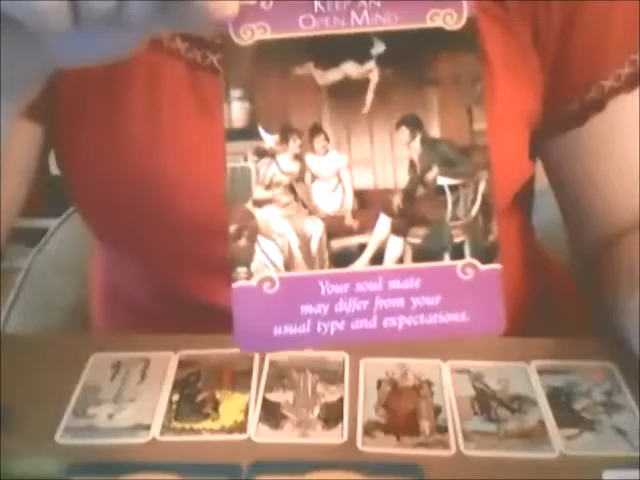 KEEP AN
OPEN MIND
Your soul mate
may differ from your
usual type and expectations.